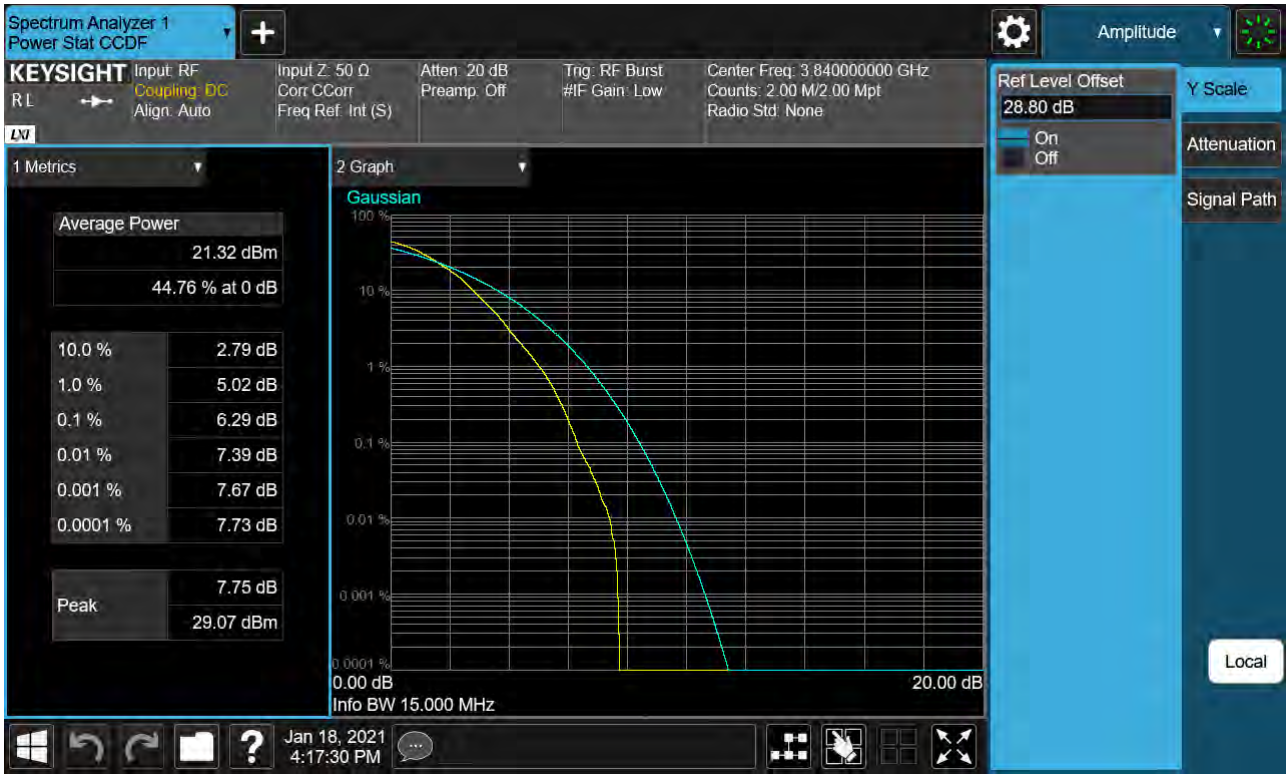 Spectrum Analyzer 1
Power Stat CCDF
+
Amplitude
KEYSIGHT
RL
LXI
Input: RF
Coupling: DC
Align: Auto
Input Z: 50 Ω
Corr CCorr
Freq Ref: Int (S)
Atten: 20 dB
Preamp: Off
Trig: RF Burst
#IF Gain: Low
Center Freq: 3.840000000 GHz
Counts: 2.00 M/2.00 Mpt
Radio Std: None
Ref Level Offset
28.80 dB
On
Off
Y Scale
Attenuation
Signal Path
Local
1 Metrics
Average Power
21.32 dBm
44.76 % at 0 dB
10.0 % 2.79 dB
1.0 % 5.02 dB
0.1 % 6.29 dB
0.01 % 7.39 dB
0.001 % 7.67 dB
0.0001 % 7.73 dB
Peak
7.75 dB
29.07 dBm
2 Graph
Gaussian
100 %
10 %
1 %
0.1 %
0.01 %
0.001 %
0.0001 %
0.00 dB 20.00 dB
Info BW 15.000 MHz
?
Jan 18, 2021
4:17:30 PM